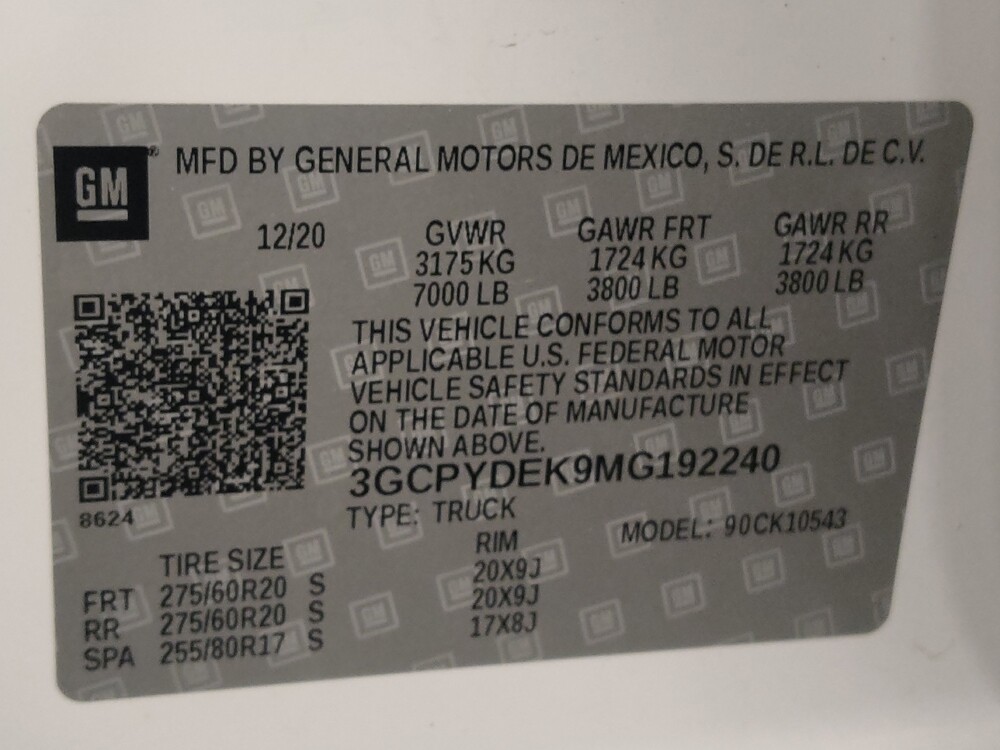 GM
MFD BY GENERAL MOTORS DE MEXICO, S. DE R.L. DE C.V.
12/20 GVWR GAWR FRT GAWR RR
3175 KG 1724 KG 1724 KG
7000 LB 3800 LB 3800 LB
THIS VEHICLE CONFORMS TO ALL
APPLICABLE U.S. FEDERAL MOTOR
VEHICLE SAFETY STANDARDS IN EFFECT
ON THE DATE OF MANUFACTURE
SHOWN ABOVE.
3GCPYDEK9MG192240
8624
TYPE: TRUCK MODEL: 90CK10543
TIRE SIZE RIM
FRT 275/60R20 S 20X9J
RR 275/60R20 S 20X9J
SPA 255/80R17 S 17X8J